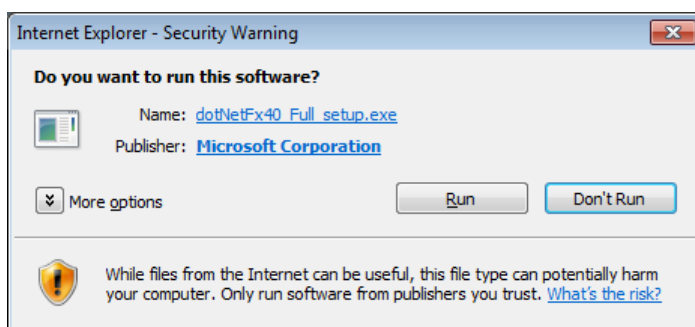 Internet Explorer - Security Warning
Do you want to run this software?
Name: dotNetFx40_Full_setup.exe
Publisher: Microsoft Corporation
More options
Run
Don't Run
While files from the Internet can be useful, this file type can potentially harm
your computer. Only run software from publishers you trust. What's the risk?